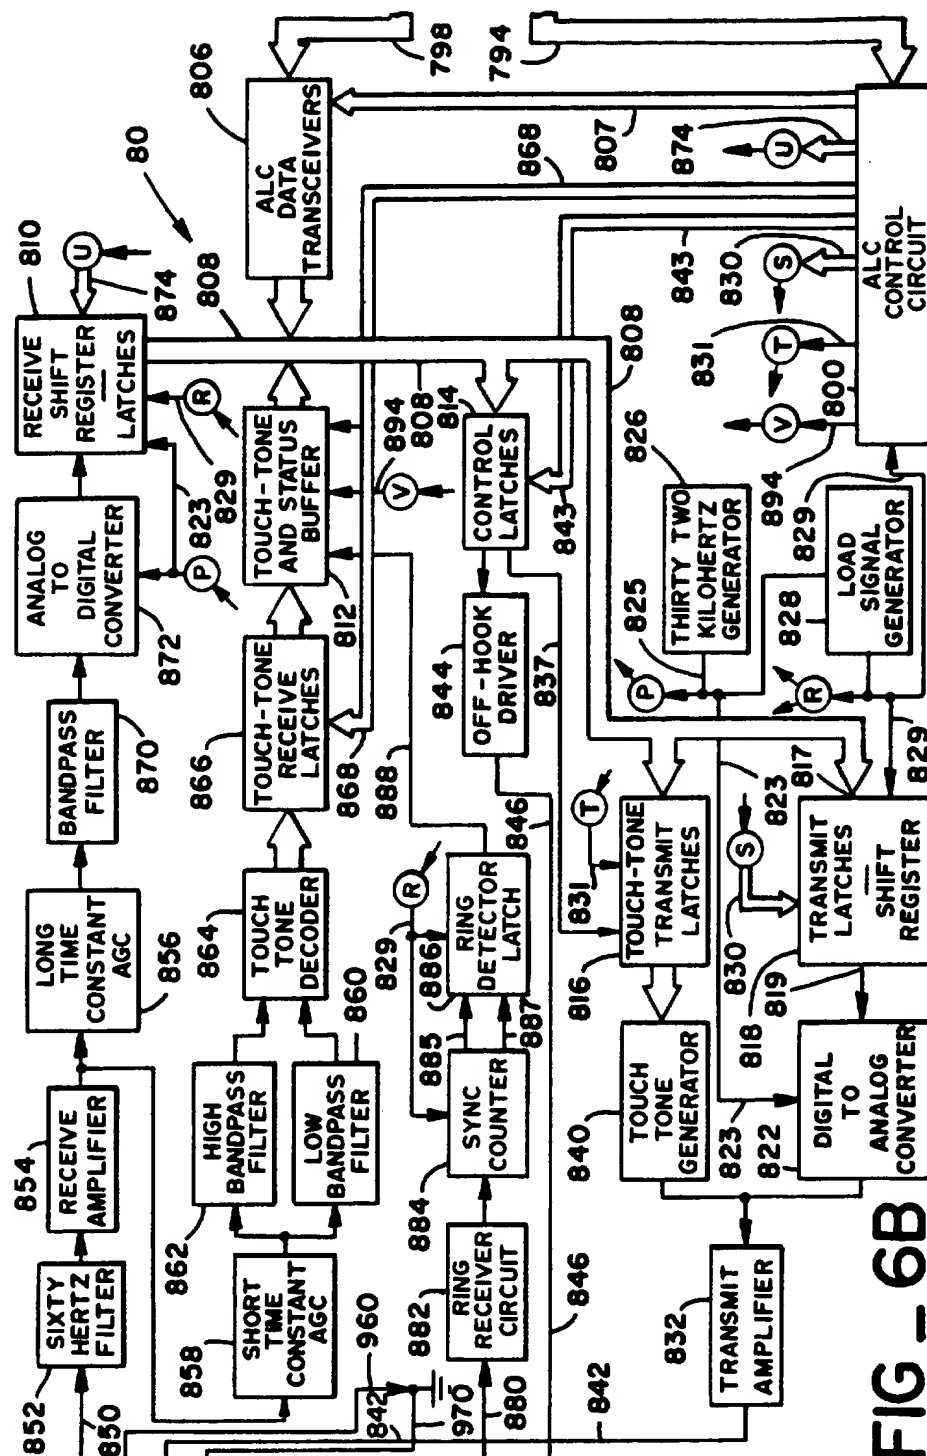 852
SIXTY
HERTZ
FILTER
850
854
RECEIVE
AMPLIFIER
LONG
TIME
CONSTANT
AGC
856
BANDPASS
FILTER
870
ANALOG
TO
DIGITAL
CONVERTER
872
P
823
829
R
RECEIVE
SHIFT
REGISTER
LATCHES
810
U
874
80
808
806
ALC
DATA
TRANSCEIVERS
798
794
858
SHORT
TIME
CONSTANT
AGC
862
HIGH
BANDPASS
FILTER
LOW
BANDPASS
FILTER
860
864
TOUCH
TONE
DECODER
866
TOUCH-TONE
RECEIVE
LATCHES
868
812
TOUCH-TONE
AND STATUS
BUFFER
V
894
808
814
888
807
868
874
U
960
842
970
880
882
RING
RECEIVER
CIRCUIT
884
SYNC
COUNTER
885
887
829
R
886
RING
DETECTOR
LATCH
846
844
OFF-HOOK
DRIVER
837
CONTROL
LATCHES
843
843
830
S
T
831
V
894
800
ALC
CONTROL
CIRCUIT
846
842
832
TRANSMIT
AMPLIFIER
840
TOUCH
TONE
GENERATOR
816
TOUCH-TONE
TRANSMIT
LATCHES
831
T
P
825
826
THIRTY TWO
KILOHERTZ
GENERATOR
808
828
LOAD
SIGNAL
GENERATOR
829
R
823
822
DIGITAL
TO
ANALOG
CONVERTER
819
818
830
S
823
817
TRANSMIT
LATCHES
SHIFT
REGISTER
829
FIG – 6B